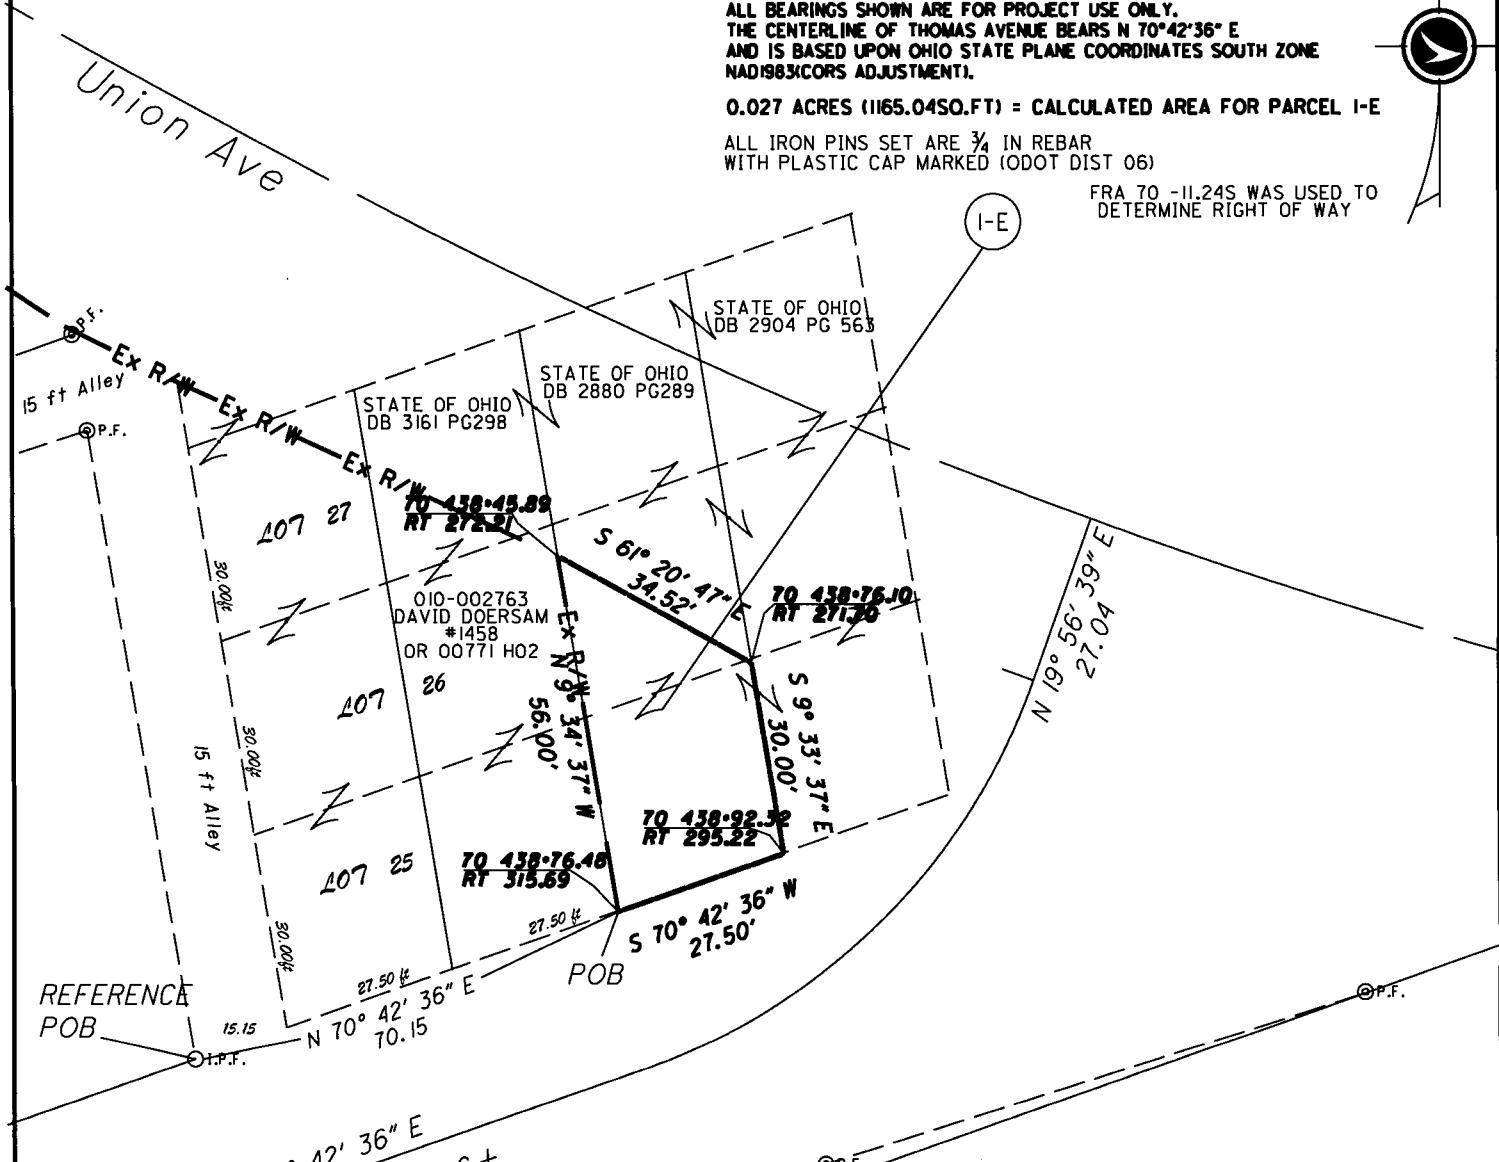 ALL BEARINGS SHOWN ARE FOR PROJECT USE ONLY.
THE CENTERLINE OF THOMAS AVENUE BEARS N 70°42'36" E
AND IS BASED UPON OHIO STATE PLANE COORDINATES SOUTH ZONE
NAD1983(CORS ADJUSTMENT).
0.027 ACRES (1165.04SQ.FT) = CALCULATED AREA FOR PARCEL 1-E
ALL IRON PINS SET ARE ¾ IN REBAR
WITH PLASTIC CAP MARKED (ODOT DIST 06)
FRA 70 -11.24S WAS USED TO
DETERMINE RIGHT OF WAY
Union Ave
1-E
STATE OF OHIO
DB 2904 PG 563
STATE OF OHIO
DB 2880 PG289
STATE OF OHIO
DB 3161 PG298
P.F.
Ex R/W
Ex R/W
Ex R/W
15 ft Alley
P.F.
70 438+45.89
RT 272.21
LOT 27
S 61° 20' 47" E
34.52'
70 438+76.10
RT 271.70
N 19° 56' 39" E
27.04
30.00ft
010-002763
DAVID DOERSAM
#1458
OR 00771 H02
Ex R/W
N 9° 34' 37" W
56.00'
S 9° 33' 37" E
30.00'
LOT 26
30.00ft
15 ft Alley
70 438+92.32
RT 295.22
70 438+76.48
RT 315.69
LOT 25
30.00ft
27.50 ft
S 70° 42' 36" W
27.50'
POB
27.50 ft
REFERENCE
POB
15.15
N 70° 42' 36" E
70.15
I.P.F.
P.F.
42' 36" E